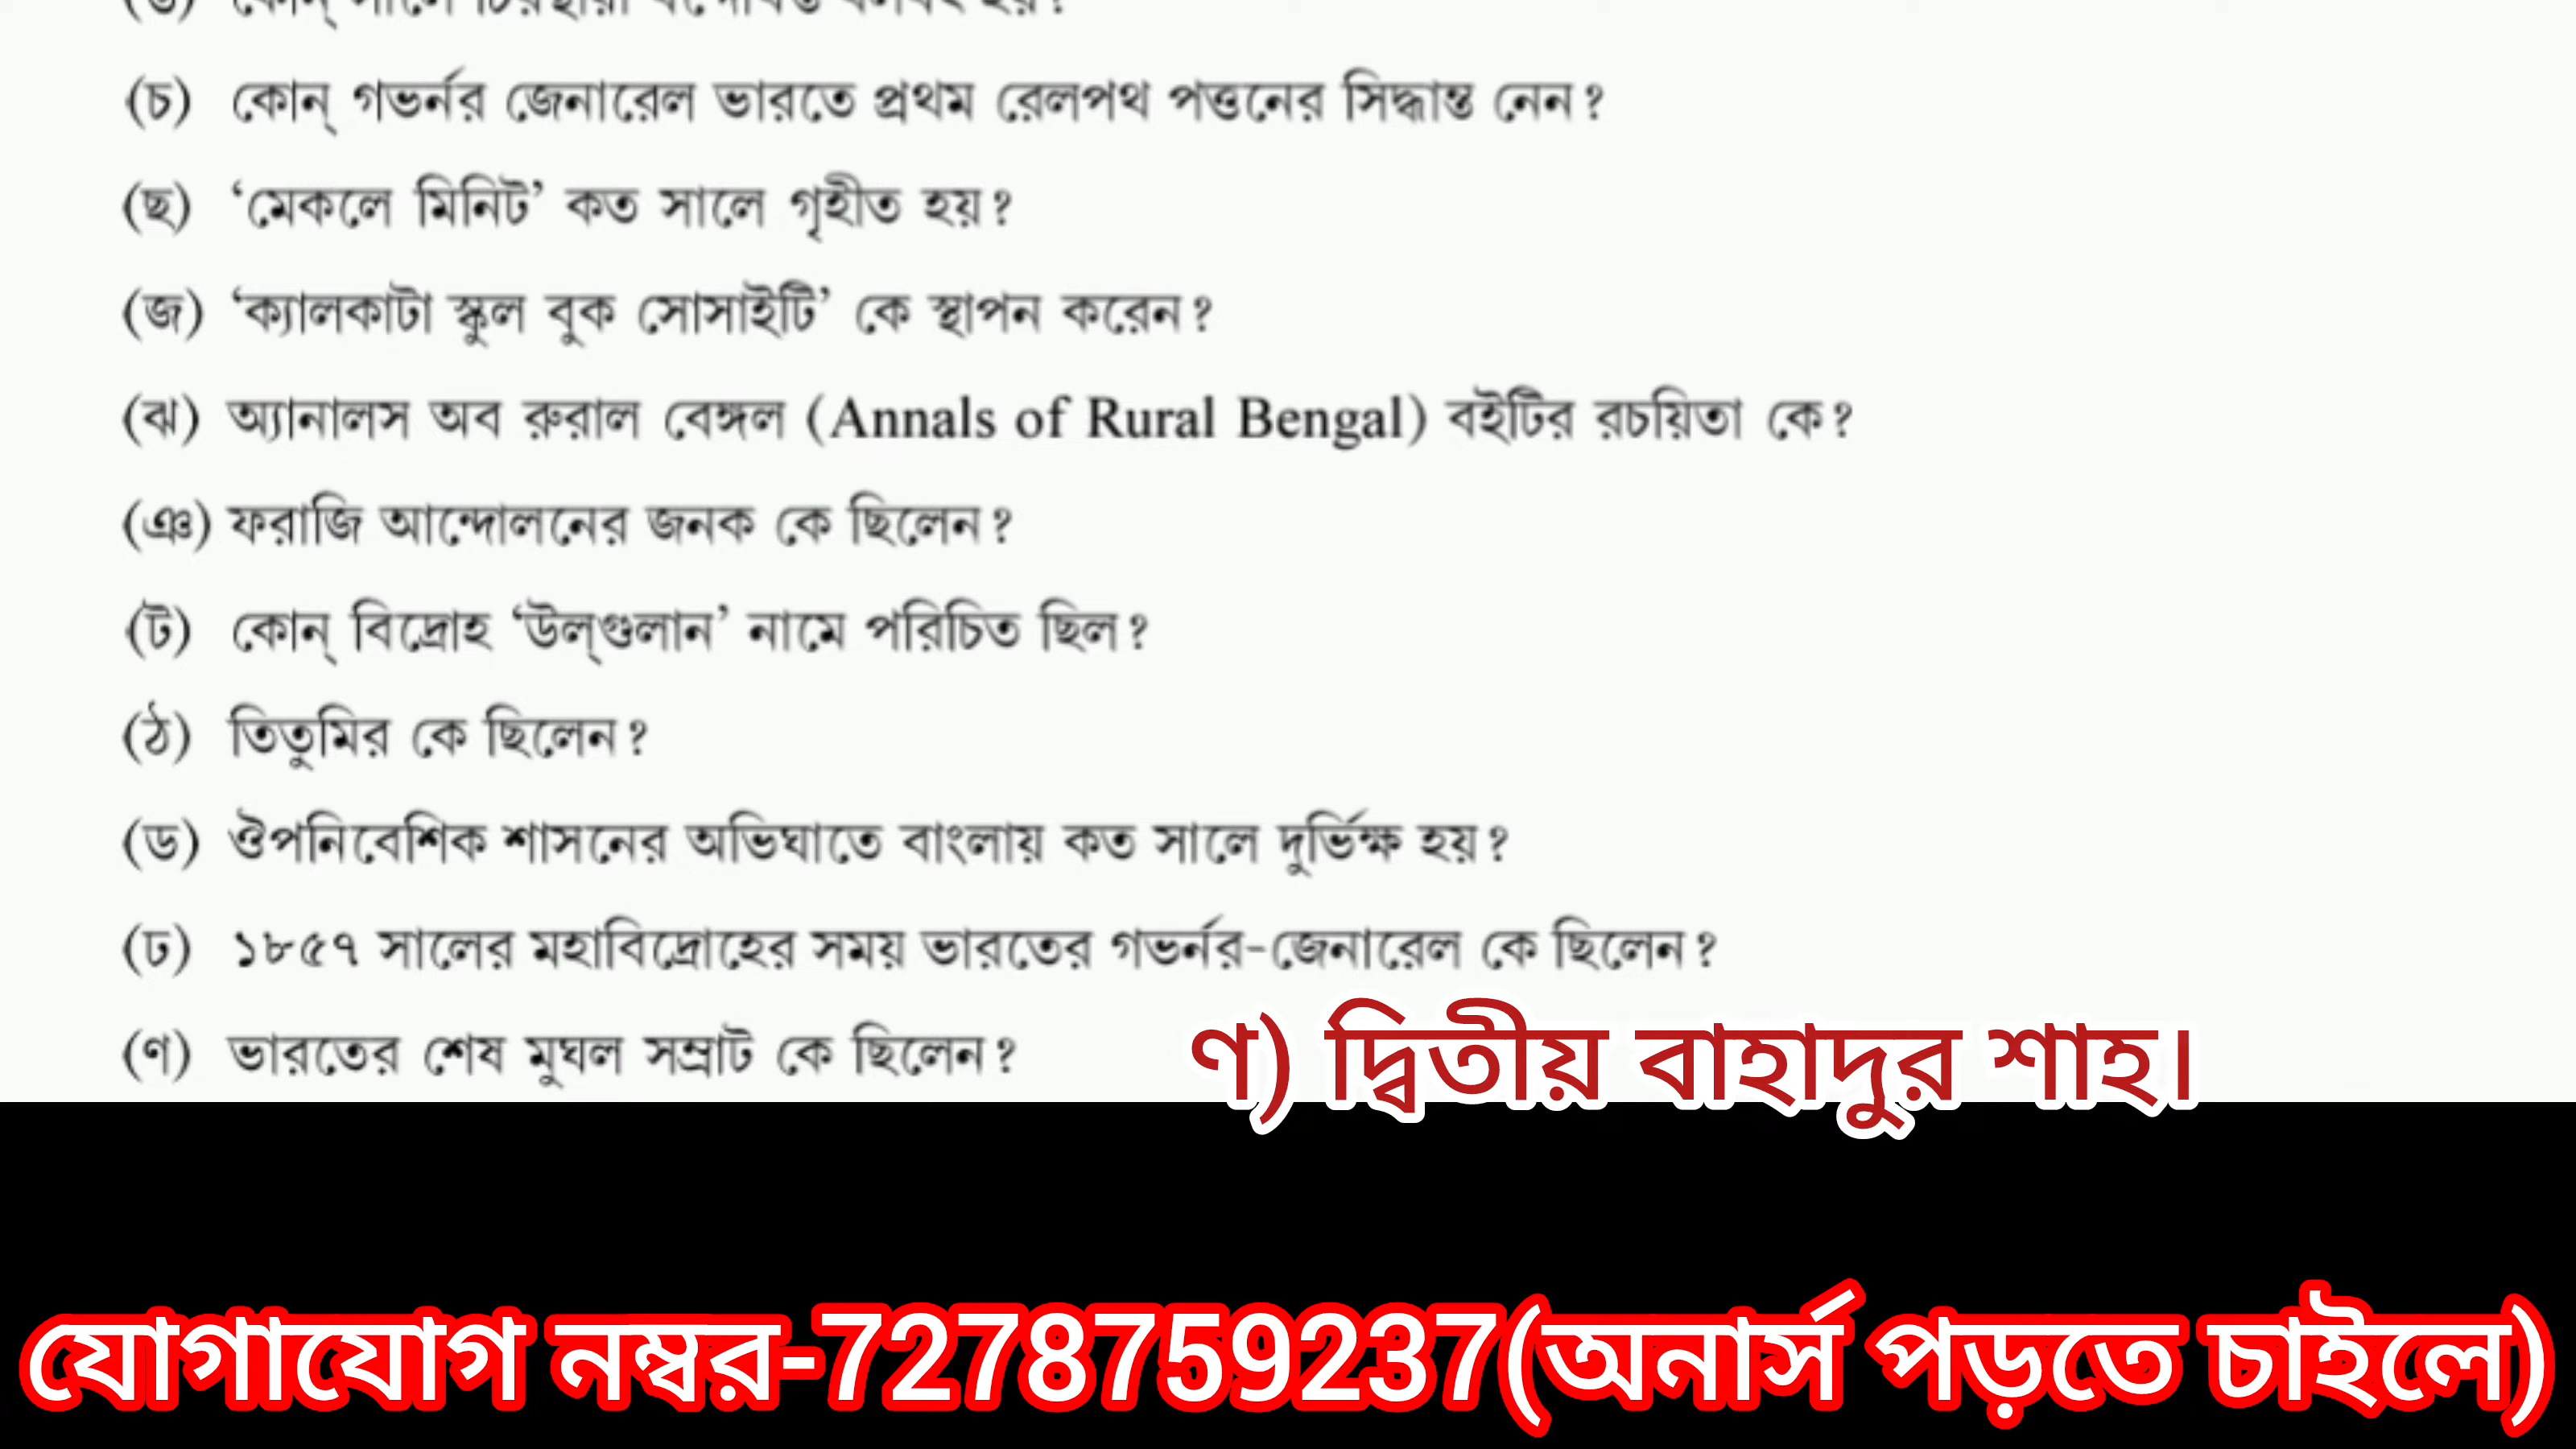 (চ) কোন্ গভর্নর জেনারেল ভারতে প্রথম রেলপথ পত্তনের সিদ্ধান্ত নেন?
(ছ) ‘মেকলে মিনিট’ কত সালে গৃহীত হয়?
(জ) ‘ক্যালকাটা স্কুল বুক সোসাইটি’ কে স্থাপন করেন?
(ঝ) অ্যানালস অব রুরাল বেঙ্গল (Annals of Rural Bengal) বইটির রচয়িতা কে?
(ঞ) ফরাজি আন্দোলনের জনক কে ছিলেন?
(ট) কোন্ বিদ্রোহ ‘উল্গুলান’ নামে পরিচিত ছিল?
(ঠ) তিতুমির কে ছিলেন?
(ড) ঔপনিবেশিক শাসনের অভিঘাতে বাংলায় কত সালে দুর্ভিক্ষ হয়?
(ঢ) ১৮৫৭ সালের মহাবিদ্রোহের সময় ভারতের গভর্নর-জেনারেল কে ছিলেন?
(ণ) ভারতের শেষ মুঘল সম্রাট কে ছিলেন? ণ) দ্বিতীয় বাহাদুর শাহ।
যোগাযোগ নম্বর-7278759237(অনার্স পড়তে চাইলে)